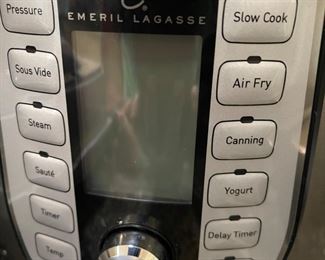 EMERIL LAGASSE
Pressure
Sous Vide
Steam
Sauté
Timer
Temp
Slow Cook
Air Fry
Canning
Yogurt
Delay Timer